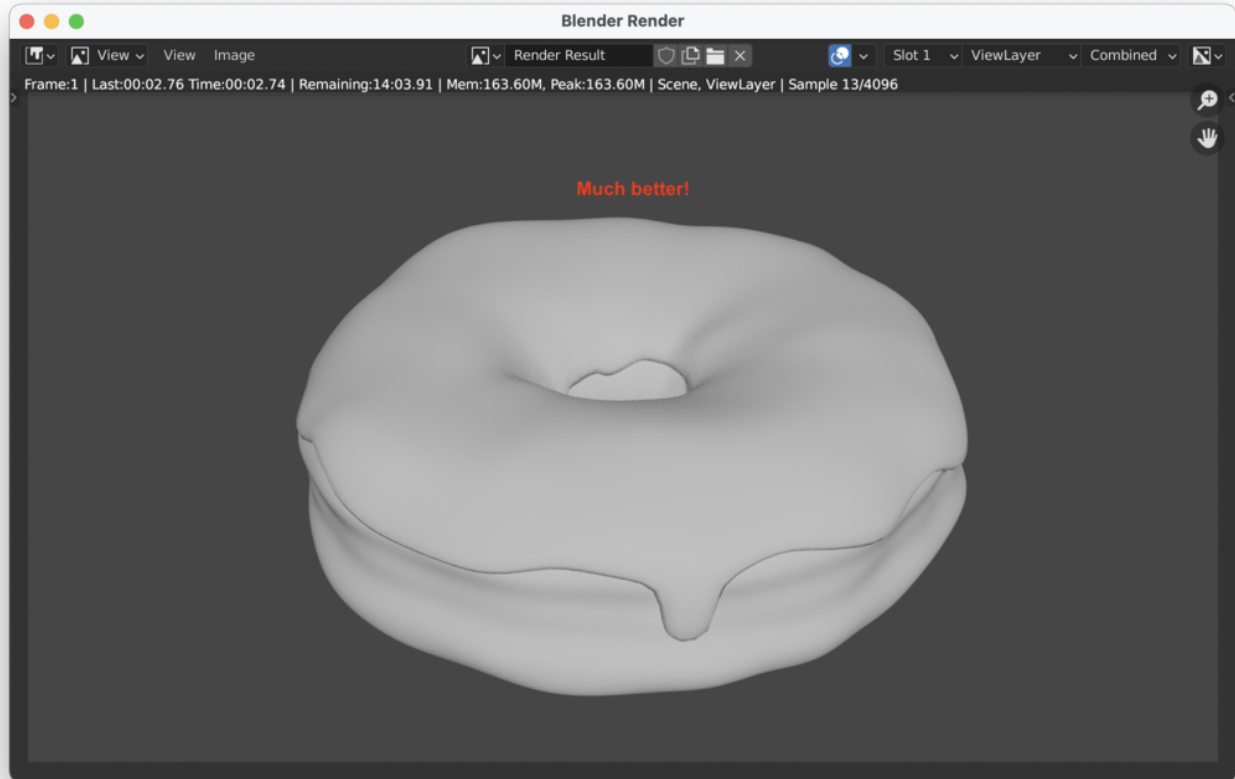 Blender Render
View View Image Render Result Slot 1 ViewLayer Combined
Frame:1 | Last:00:02.76 Time:00:02.74 | Remaining:14:03.91 | Mem:163.60M, Peak:163.60M | Scene, ViewLayer | Sample 13/4096
Much better!